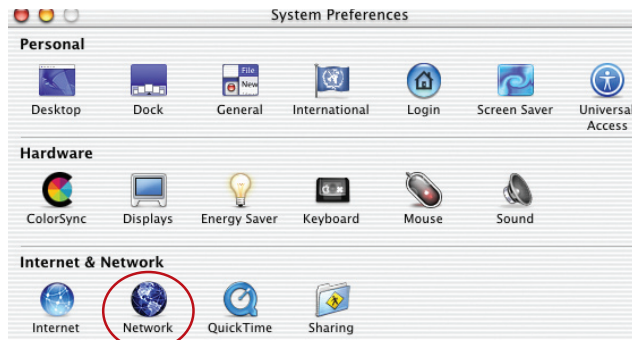 System Preferences
Personal
File
New
Desktop Dock General International Login Screen Saver Universal
Access
Hardware
ColorSync Displays Energy Saver Keyboard Mouse Sound
Internet & Network
Internet Network QuickTime Sharing